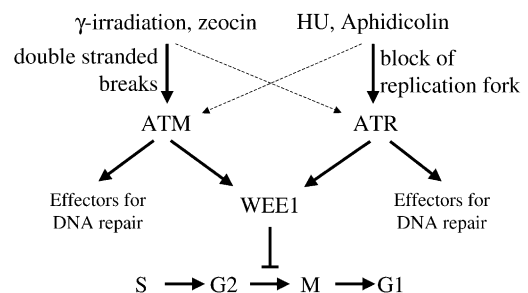 γ-irradiation, zeocin
HU, Aphidicolin
double stranded
breaks
block of
replication fork
ATM
ATR
Effectors for
DNA repair
WEE1
Effectors for
DNA repair
S
G2
M
G1